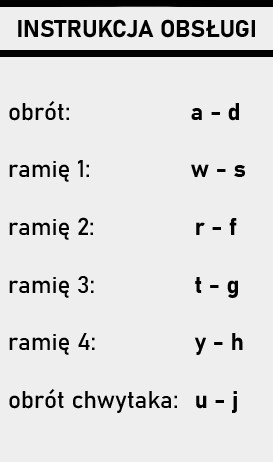 INSTRUKCJA OBSŁUGI
obrót: a - d
ramię 1: w - s
ramię 2: r - f
ramię 3: t - g
ramię 4: y - h
obrót chwytaka: u - j